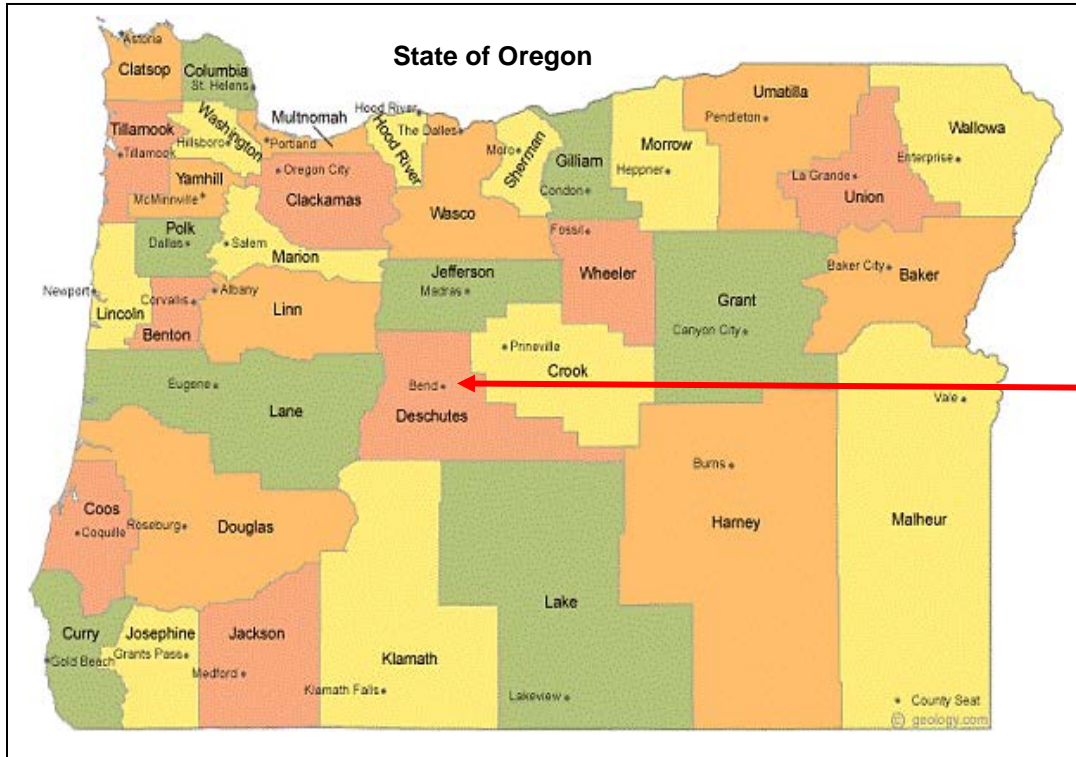 State of Oregon
Astoria
Clatsop
Columbia
St. Helens
Tillamook
Tillamook
Washington
Hillsboro
Multnomah
Portland
Hood River
Hood River
The Dalles
Oregon City
Clackamas
Yamhill
McMinnville
Wasco
Moro
Sherman
Gilliam
Condon
Morrow
Heppner
Umatilla
Pendleton
Wallowa
Enterprise
La Grande
Union
Polk
Dallas
Salem
Marion
Fossil
Wheeler
Jefferson
Madras
Grant
Canyon City
Baker City
Baker
Newport
Lincoln
Corvallis
Benton
Albany
Linn
Prineville
Crook
Eugene
Lane
Bend
Deschutes
Vale
Burns
Harney
Malheur
Coos
Coquille
Roseburg
Douglas
Lake
Curry
Gold Beach
Josephine
Grants Pass
Jackson
Medford
Klamath
Klamath Falls
Lakeview
County Seat
© geology.com